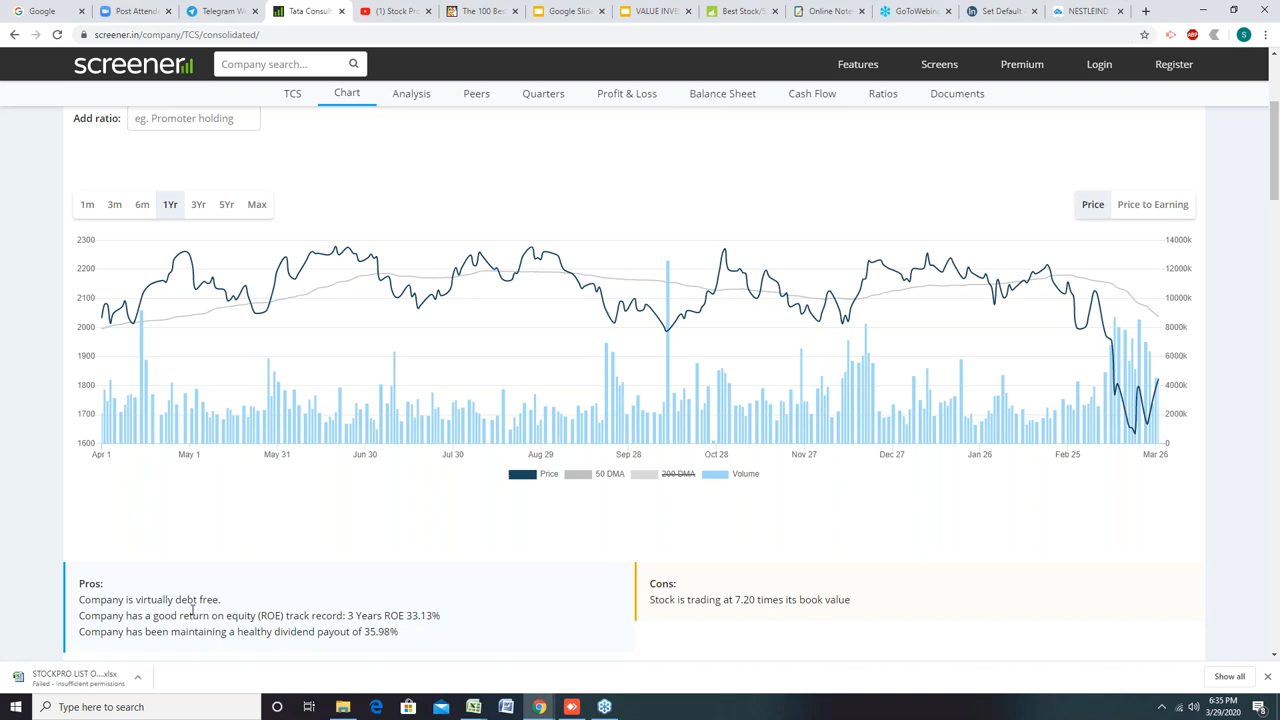 Google
Post Attende
Telegram We
Tata Consult
(1) Stock Pro
The 100 Bes
Google Slide
VALUE INVE
Best Stock/S
Online Note
GoToWebina
Set Default
NESTLEIND
screener.in/company/TCS/consolidated/
ABP
S
screener
Company search...
Features
Screens
Premium
Login
Register
TCS
Chart
Analysis
Peers
Quarters
Profit & Loss
Balance Sheet
Cash Flow
Ratios
Documents
Add ratio:
eg. Promoter holding
1m
3m
6m
1Yr
3Yr
5Yr
Max
Price
Price to Earning
2300
2200
2100
2000
1900
1800
1700
1600
14000k
12000k
10000k
8000k
6000k
4000k
2000k
0
Apr 1
May 1
May 31
Jun 30
Jul 30
Aug 29
Sep 28
Oct 28
Nov 27
Dec 27
Jan 26
Feb 25
Mar 26
Price
50 DMA
200 DMA
Volume
Pros:
Company is virtually debt free.
Company has a good return on equity (ROE) track record: 3 Years ROE 33.13%
Company has been maintaining a healthy dividend payout of 35.98%
Cons:
Stock is trading at 7.20 times its book value
STOCKPRO LIST O....xlsx
Failed - Insufficient permissions
Show all
Type here to search
6:35 PM
3/29/2020